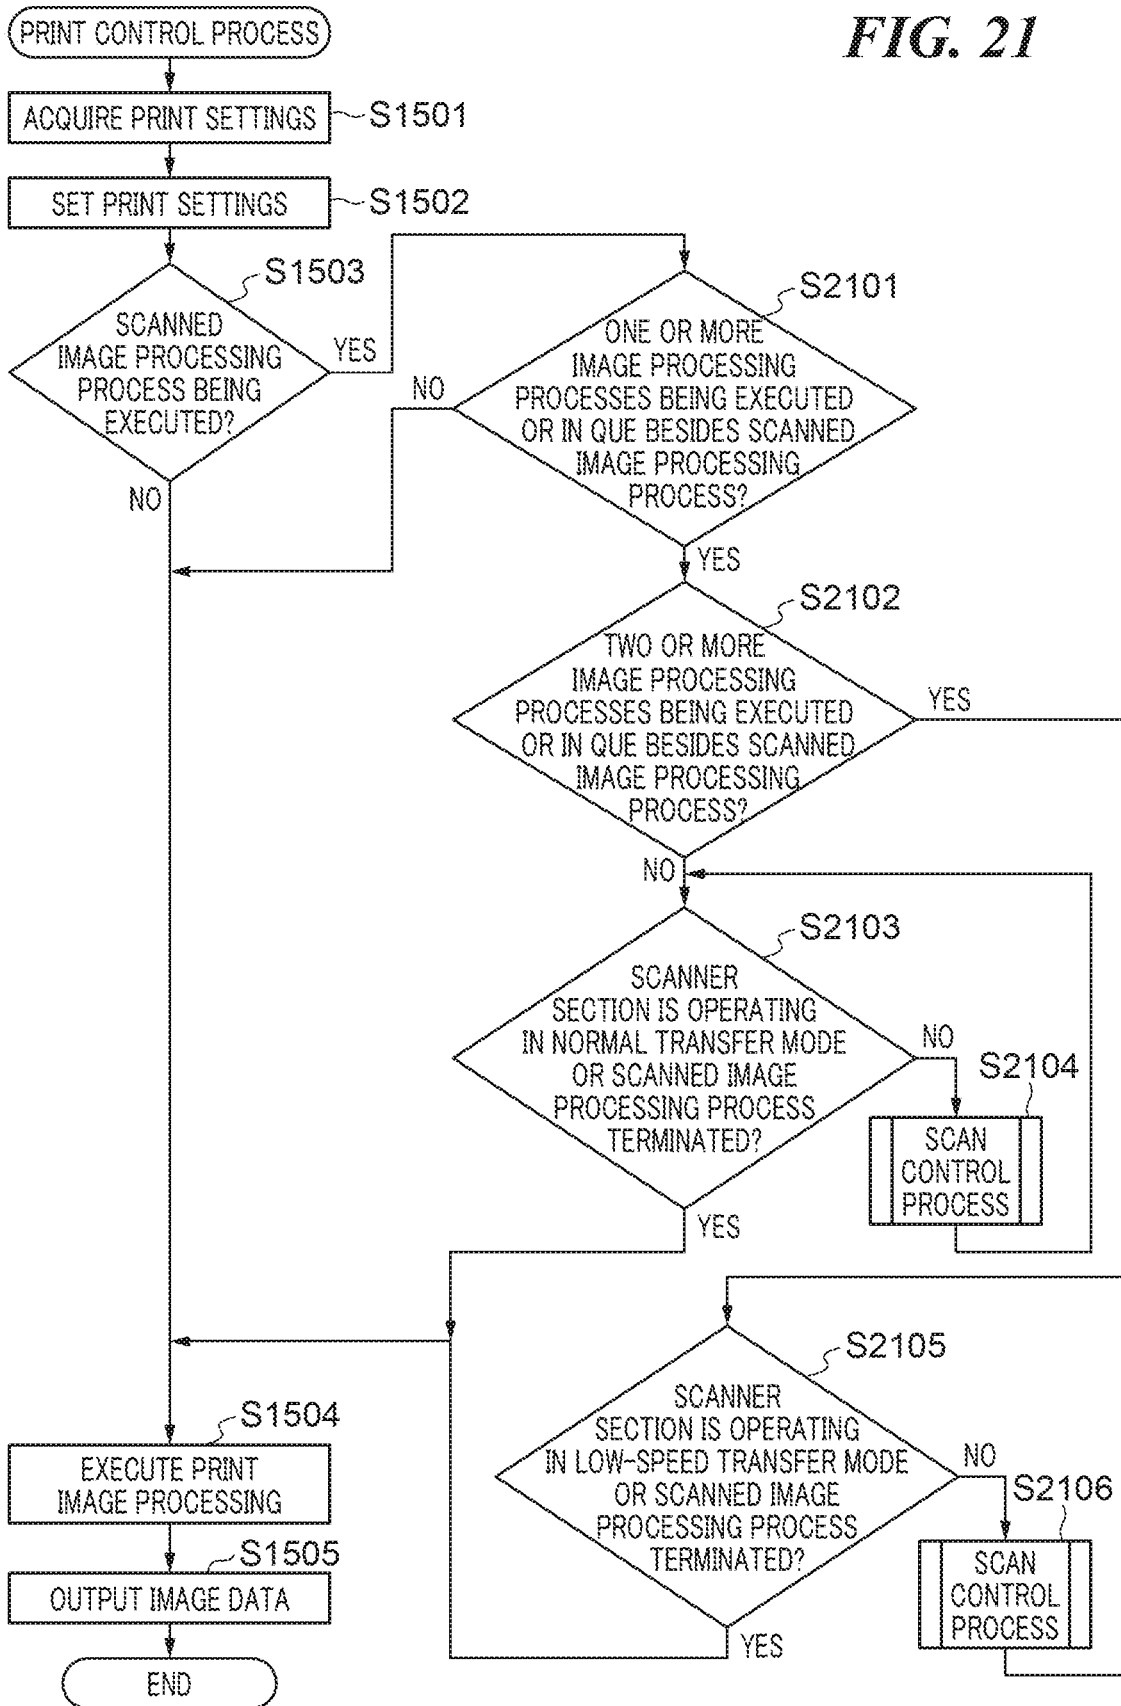 FIG. 21
PRINT CONTROL PROCESS
ACQUIRE PRINT SETTINGS
S1501
SET PRINT SETTINGS
S1502
S1503
SCANNED
IMAGE PROCESSING
PROCESS BEING
EXECUTED?
YES
NO
S2101
ONE OR MORE
IMAGE PROCESSING
PROCESSES BEING EXECUTED
OR IN QUE BESIDES SCANNED
IMAGE PROCESSING
PROCESS?
NO
YES
S2102
TWO OR MORE
IMAGE PROCESSING
PROCESSES BEING EXECUTED
OR IN QUE BESIDES SCANNED
IMAGE PROCESSING
PROCESS?
YES
NO
S2103
SCANNER
SECTION IS OPERATING
IN NORMAL TRANSFER MODE
OR SCANNED IMAGE
PROCESSING PROCESS
TERMINATED?
NO
YES
S2104
SCAN
CONTROL
PROCESS
S2105
SCANNER
SECTION IS OPERATING
IN LOW-SPEED TRANSFER MODE
OR SCANNED IMAGE
PROCESSING PROCESS
TERMINATED?
NO
YES
S2106
SCAN
CONTROL
PROCESS
S1504
EXECUTE PRINT
IMAGE PROCESSING
S1505
OUTPUT IMAGE DATA
END